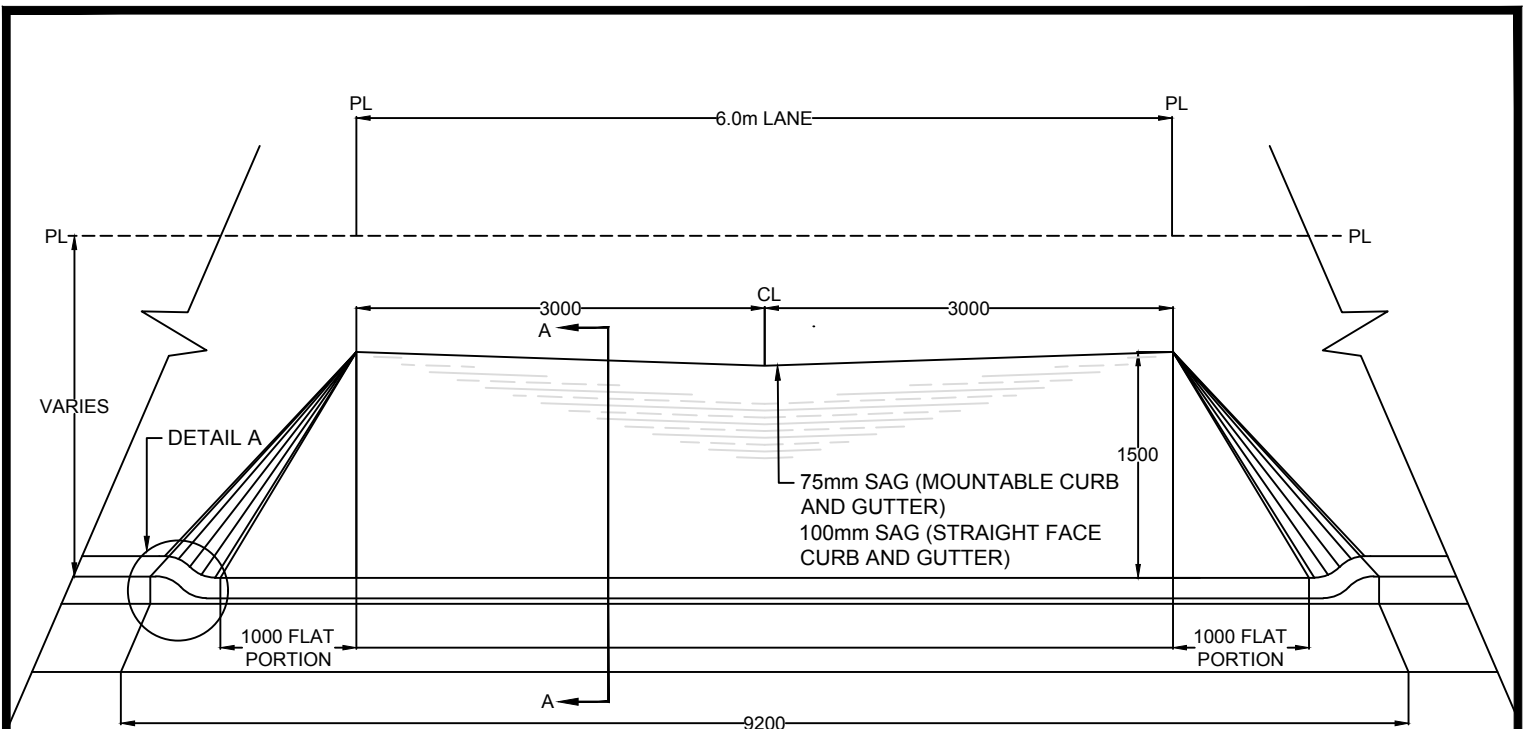 PL
PL
6.0m LANE
PL
PL
CL
3000
3000
A
VARIES
DETAIL A
1500
75mm SAG (MOUNTABLE CURB
AND GUTTER)
100mm SAG (STRAIGHT FACE
CURB AND GUTTER)
1000 FLAT
PORTION
1000 FLAT
PORTION
A
9200